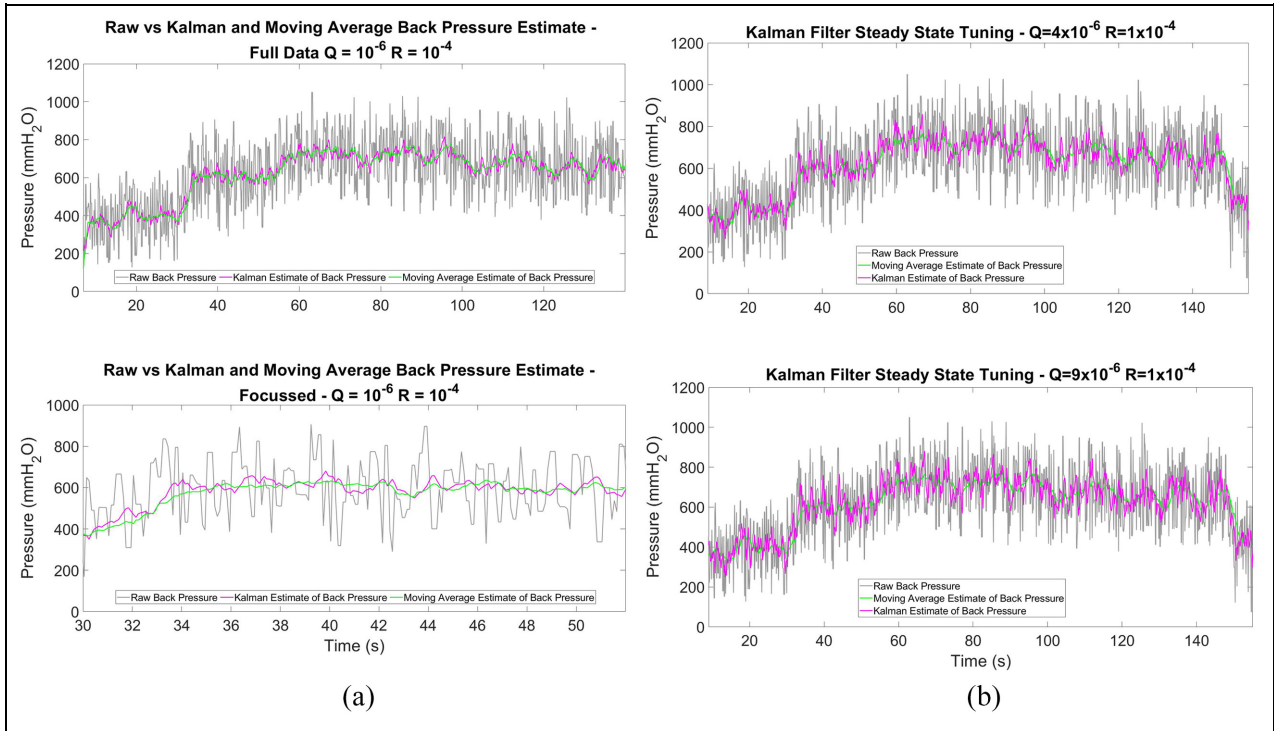 Raw vs Kalman and Moving Average Back Pressure Estimate -
Full Data Q = 10⁻⁶ R = 10⁻⁴
1200
1000
800
600
400
200
0
Pressure (mmH₂O)
Raw Back Pressure Kalman Estimate of Back Pressure Moving Average Estimate of Back Pressure
20 40 60 80 100 120
Raw vs Kalman and Moving Average Back Pressure Estimate -
Focussed - Q = 10⁻⁶ R = 10⁻⁴
1000
800
600
400
200
0
Pressure (mmH₂O)
Raw Back Pressure Kalman Estimate of Back Pressure Moving Average Estimate of Back Pressure
30 32 34 36 38 40 42 44 46 48 50
Time (s)
(a)
Kalman Filter Steady State Tuning - Q=4x10⁻⁶ R=1x10⁻⁴
1200
1000
800
600
400
200
0
Pressure (mmH₂O)
Raw Back Pressure
Moving Average Estimate of Back Pressure
Kalman Estimate of Back Pressure
20 40 60 80 100 120 140
Kalman Filter Steady State Tuning - Q=9x10⁻⁶ R=1x10⁻⁴
1200
1000
800
600
400
200
0
Pressure (mmH₂O)
Raw Back Pressure
Moving Average Estimate of Back Pressure
Kalman Estimate of Back Pressure
20 40 60 80 100 120 140
Time (s)
(b)